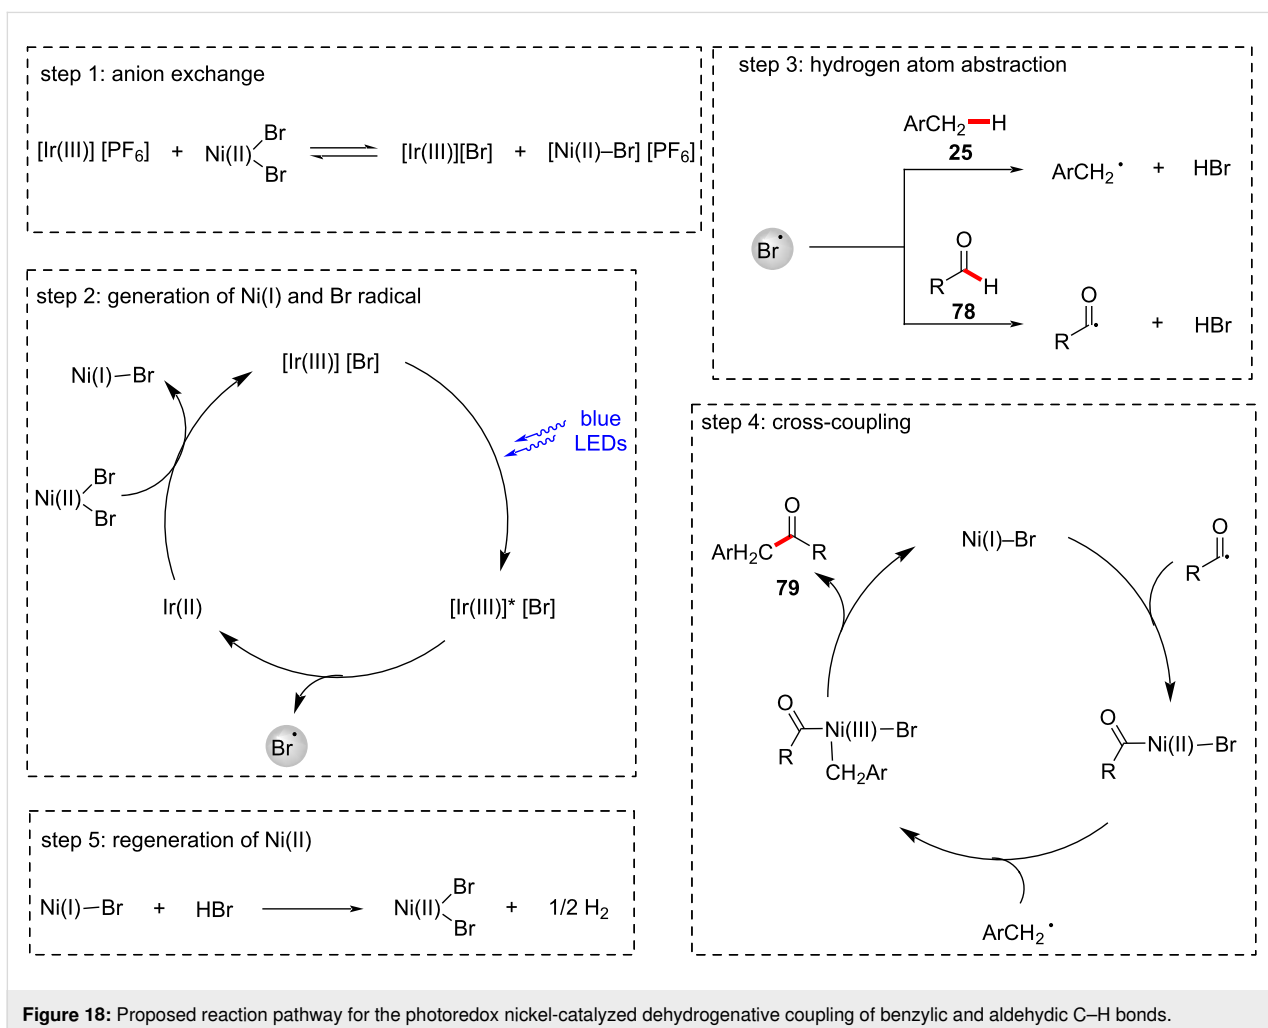 step 1: anion exchange
[Ir(III)] [PF6] + Ni(II) Br Br [Ir(III)][Br] + [Ni(II)–Br] [PF6]
step 2: generation of Ni(I) and Br radical
Ni(I)—Br
[Ir(III)] [Br]
blue
LEDs
Ni(II) Br Br
Ir(II)
[Ir(III)]* [Br]
Br•
step 5: regeneration of Ni(II)
Ni(I)—Br + HBr Ni(II) Br Br + 1/2 H2
step 3: hydrogen atom abstraction
ArCH2—H
25
ArCH2• + HBr
Br•
O
R H
78
O
R • + HBr
step 4: cross-coupling
O
ArH2C R
79
Ni(I)–Br
O
R •
O
R Ni(III)—Br
CH2Ar
O
R Ni(II)—Br
ArCH2•
Figure 18: Proposed reaction pathway for the photoredox nickel-catalyzed dehydrogenative coupling of benzylic and aldehydic C–H bonds.